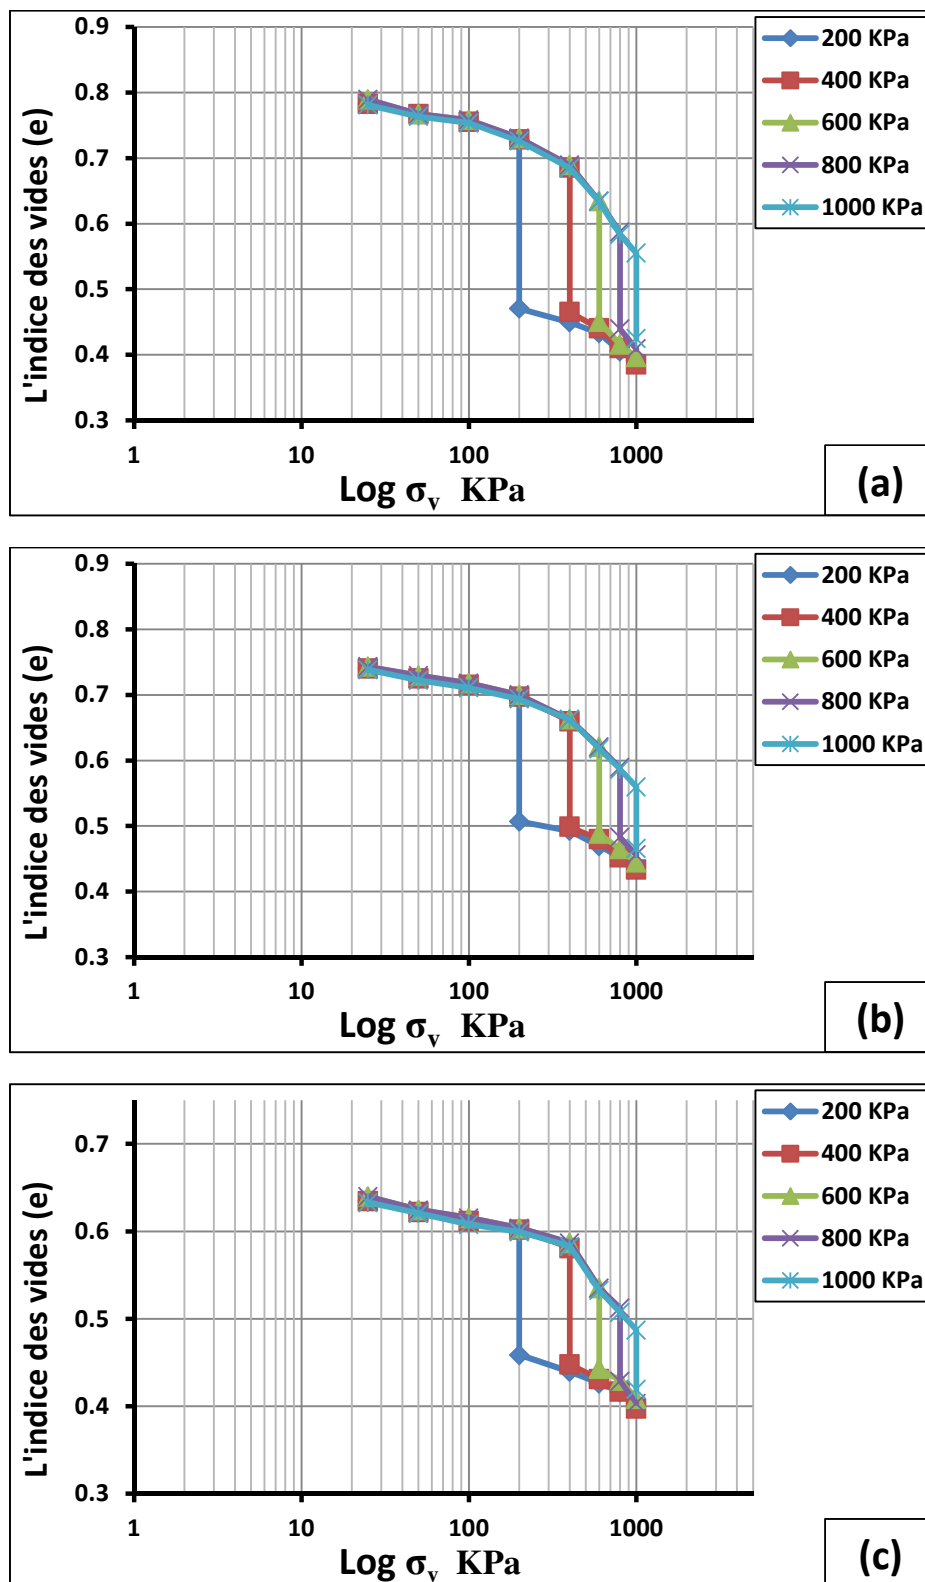 0.9
0.8
0.7
0.6
0.5
0.4
0.3
L'indice des vides (e)
1 10 100 1000
Log σv KPa
200 KPa
400 KPa
600 KPa
800 KPa
1000 KPa
(a)
0.9
0.8
0.7
0.6
0.5
0.4
0.3
L'indice des vides (e)
1 10 100 1000
Log σv KPa
200 KPa
400 KPa
600 KPa
800 KPa
1000 KPa
(b)
0.7
0.6
0.5
0.4
0.3
L'indice des vides (e)
1 10 100 1000
Log σv KPa
200 KPa
400 KPa
600 KPa
800 KPa
1000 KPa
(c)